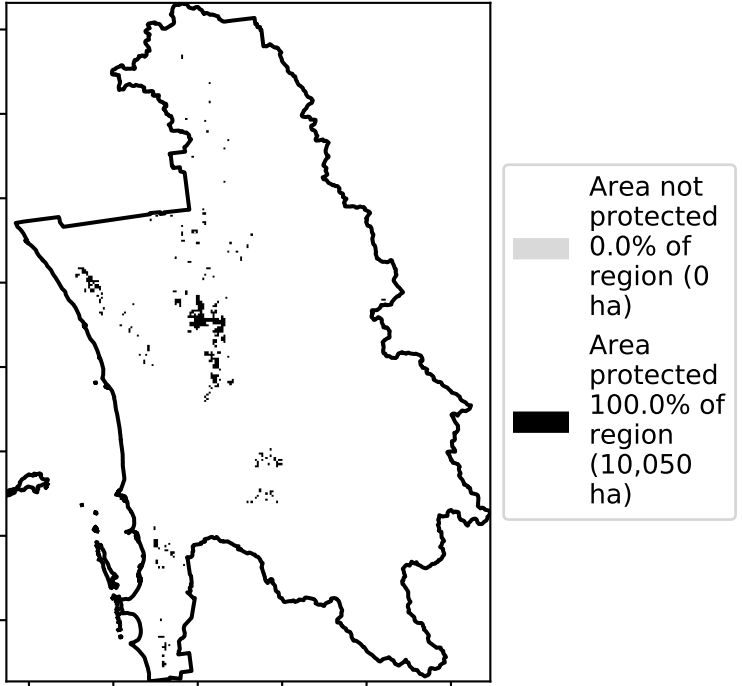 Area not
protected
0.0% of
region (0
ha)
Area
protected
100.0% of
region
(10,050
ha)